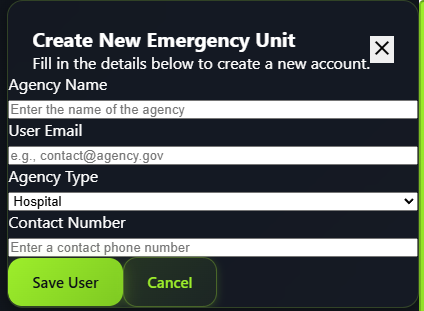 Create New Emergency Unit
Fill in the details below to create a new account.
Agency Name
Enter the name of the agency
User Email
e.g., contact@agency.gov
Agency Type
Hospital
Contact Number
Enter a contact phone number
Save User
Cancel